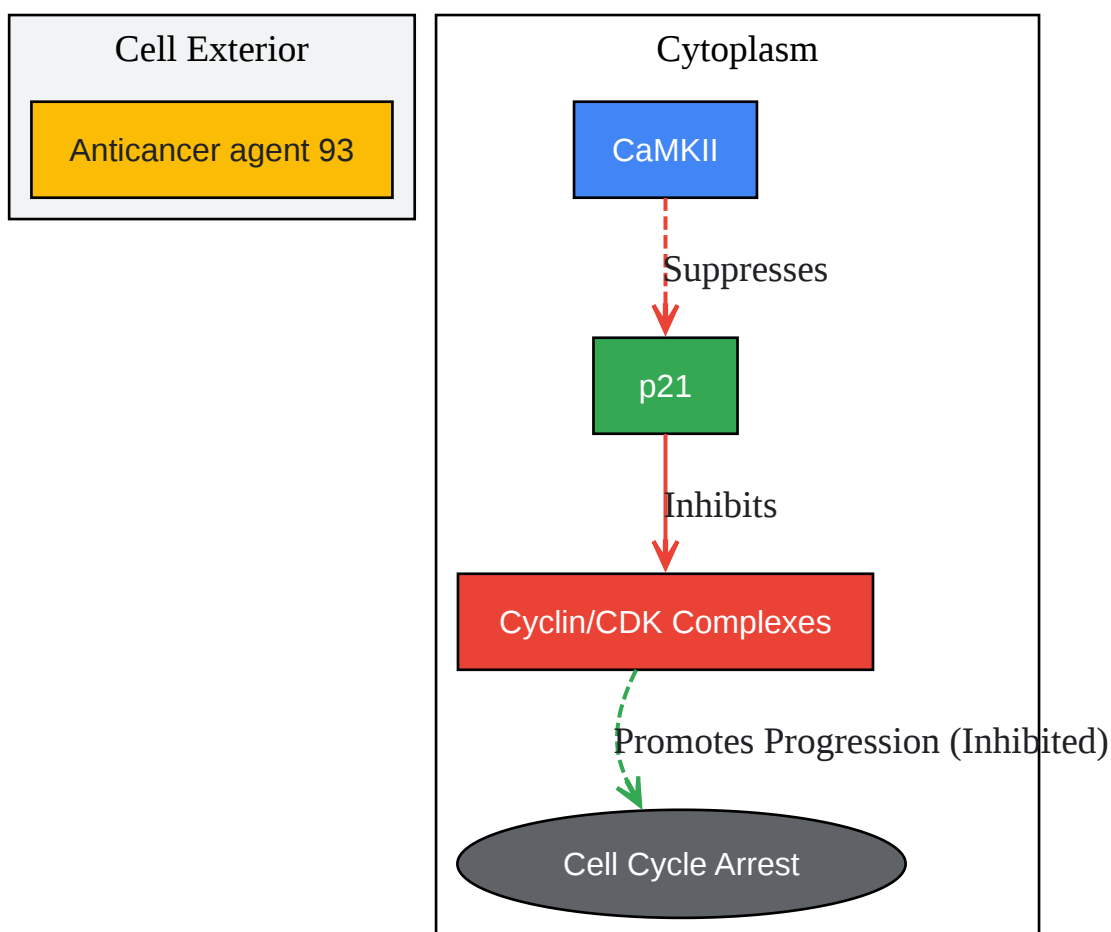 Cell Exterior
Anticancer agent 93
Cytoplasm
CaMKII
Suppresses
p21
Inhibits
Cyclin/CDK Complexes
Promotes Progression (Inhibited)
Cell Cycle Arrest